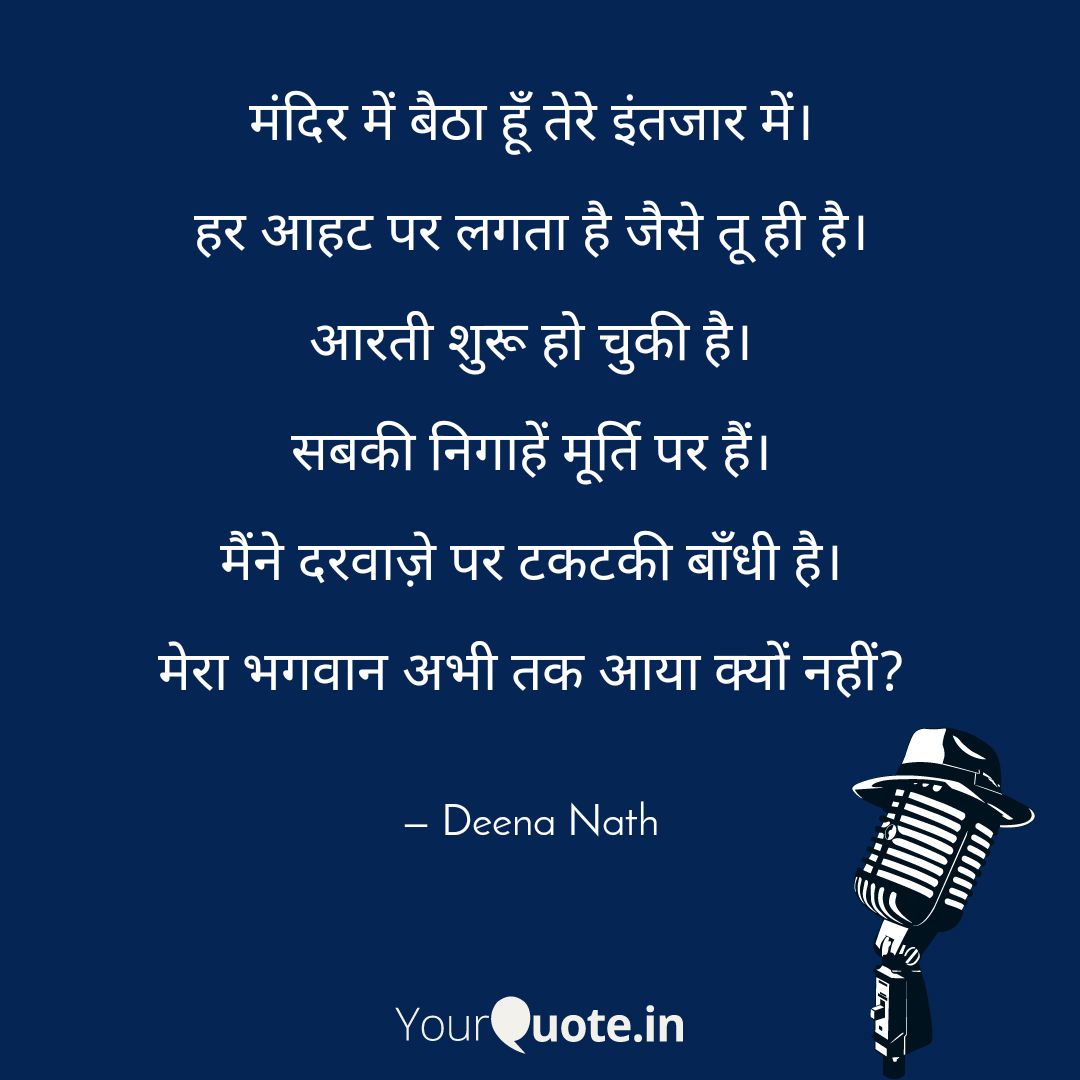 मंदिर में बैठा हूँ तेरे इंतजार में।
हर आहट पर लगता है जैसे तू ही है।
आरती शुरू हो चुकी है।
सबकी निगाहें मूर्ति पर हैं।
मैंने दरवाज़े पर टकटकी बाँधी है।
मेरा भगवान अभी तक आया क्यों नहीं?
– Deena Nath
YourQuote.in